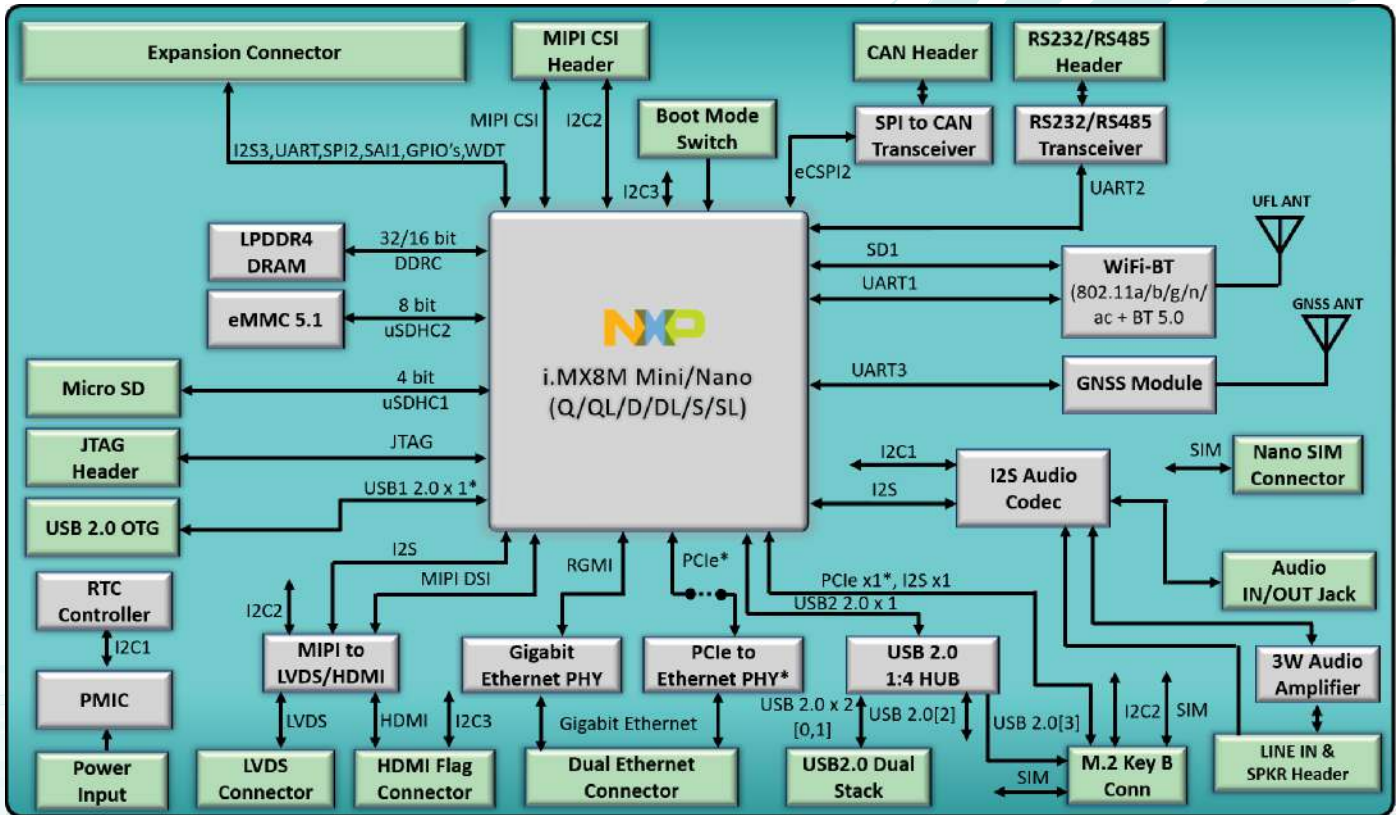 Expansion Connector
MIPI CSI
Header
CAN Header
RS232/RS485
Header
MIPI CSI
I2C2
Boot Mode
Switch
SPI to CAN
Transceiver
RS232/RS485
Transceiver
I2S3,UART,SPI2,SAI1,GPIO's,WDT
I2C3
eCSPI2
UART2
UFL ANT
LPDDR4
DRAM
32/16 bit
DDRC
SD1
WiFi-BT
(802.11a/b/g/n/
ac + BT 5.0
UART1
GNSS ANT
eMMC 5.1
8 bit
uSDHC2
NXP
i.MX8M Mini/Nano
(Q/QL/D/DL/S/SL)
Micro SD
4 bit
uSDHC1
UART3
GNSS Module
JTAG
Header
JTAG
I2C1
I2S
I2S Audio
Codec
SIM
Nano SIM
Connector
USB 2.0 OTG
USB1 2.0 x 1*
I2S
MIPI DSI
RGMI
PCIe*
PCIe x1*, I2S x1
USB2 2.0 x 1
Audio
IN/OUT Jack
RTC
Controller
I2C1
I2C2
MIPI to
LVDS/HDMI
Gigabit
Ethernet PHY
PCIe to
Ethernet PHY*
USB 2.0
1:4 HUB
3W Audio
Amplifier
PMIC
LVDS
HDMI
I2C3
Gigabit Ethernet
USB 2.0 x 2
[0,1]
USB 2.0[2]
USB 2.0[3]
I2C2
SIM
Power
Input
LVDS
Connector
HDMI Flag
Connector
Dual Ethernet
Connector
USB2.0 Dual
Stack
SIM
M.2 Key B
Conn
LINE IN &
SPKR Header